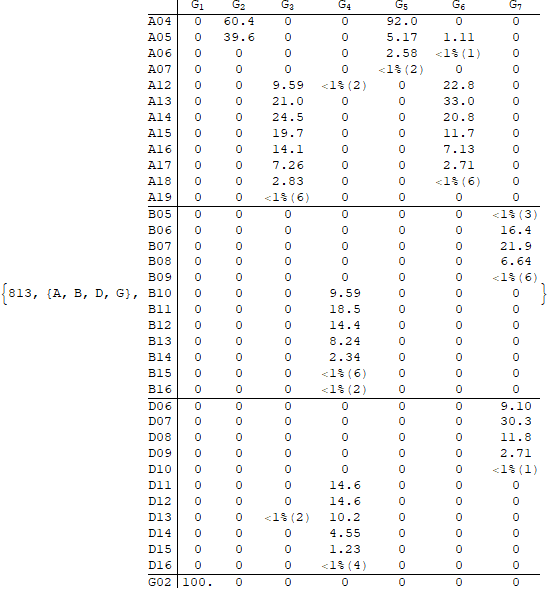 G1 G2 G3 G4 G5 G6 G7
A04 0 60.4 0 0 92.0 0 0
A05 0 39.6 0 0 5.17 1.11 0
A06 0 0 0 0 2.58 <1%(1) 0
A07 0 0 0 0 <1%(2) 0 0
A12 0 0 9.59 <1%(2) 0 22.8 0
A13 0 0 21.0 0 0 33.0 0
A14 0 0 24.5 0 0 20.8 0
A15 0 0 19.7 0 0 11.7 0
A16 0 0 14.1 0 0 7.13 0
A17 0 0 7.26 0 0 2.71 0
A18 0 0 2.83 0 0 <1%(6) 0
A19 0 0 <1%(6) 0 0 0 0
B05 0 0 0 0 0 0 <1%(3)
B06 0 0 0 0 0 0 16.4
B07 0 0 0 0 0 0 21.9
B08 0 0 0 0 0 0 6.64
B09 0 0 0 0 0 0 <1%(6)
{813, {A, B, D, G}, B10 0 0 0 9.59 0 0 0 }
B11 0 0 0 18.5 0 0 0
B12 0 0 0 14.4 0 0 0
B13 0 0 0 8.24 0 0 0
B14 0 0 0 2.34 0 0 0
B15 0 0 0 <1%(6) 0 0 0
B16 0 0 0 <1%(2) 0 0 0
D06 0 0 0 0 0 0 9.10
D07 0 0 0 0 0 0 30.3
D08 0 0 0 0 0 0 11.8
D09 0 0 0 0 0 0 2.71
D10 0 0 0 0 0 0 <1%(1)
D11 0 0 0 14.6 0 0 0
D12 0 0 0 14.6 0 0 0
D13 0 0 <1%(2) 10.2 0 0 0
D14 0 0 0 4.55 0 0 0
D15 0 0 0 1.23 0 0 0
D16 0 0 0 <1%(4) 0 0 0
G02 100. 0 0 0 0 0 0